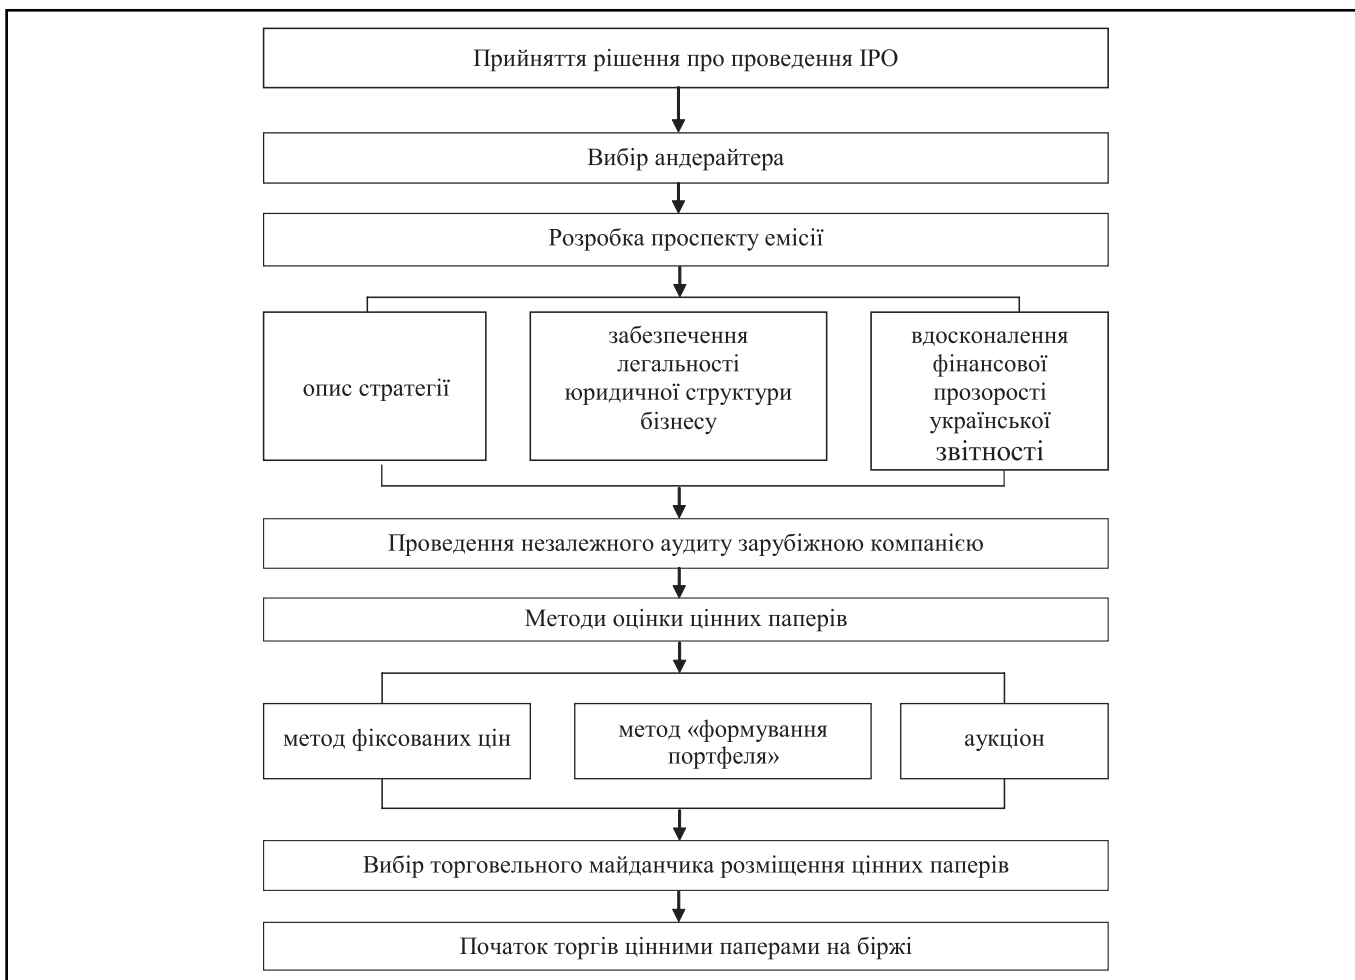 Прийняття рішення про проведення IPO
Вибір андерайтера
Розробка проспекту емісії
опис стратегії
забезпечення
легальності
юридичної структури
бізнесу
вдосконалення
фінансової
прозорості
української
звітності
Проведення незалежного аудиту зарубіжною компанією
Методи оцінки цінних паперів
метод фіксованих цін
метод «формування
портфеля»
аукціон
Вибір торговельного майданчика розміщення цінних паперів
Початок торгів цінними паперами на біржі